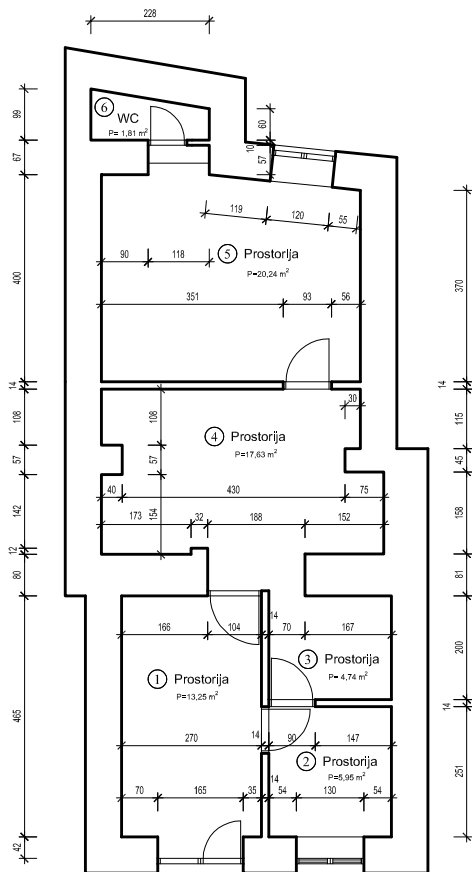 228
99
67
400
14
108
57
142
12
80
465
42
6 WC
P= 1,81 m²
60
10
57
119 120 55
90 118
5 Prostorija
P=20,24 m²
351 93 56
370
14
115
45
158
81
200
14
251
30
108
57
154
4 Prostorija
P=17,63 m²
40 430 75
173 32 188 152
14
166 104 70 167
3 Prostorija
P= 4,74 m²
1 Prostorija
P=13,25 m²
270 14 90 147
2 Prostorija
P=5,95 m²
14
70 165 35 54 130 54